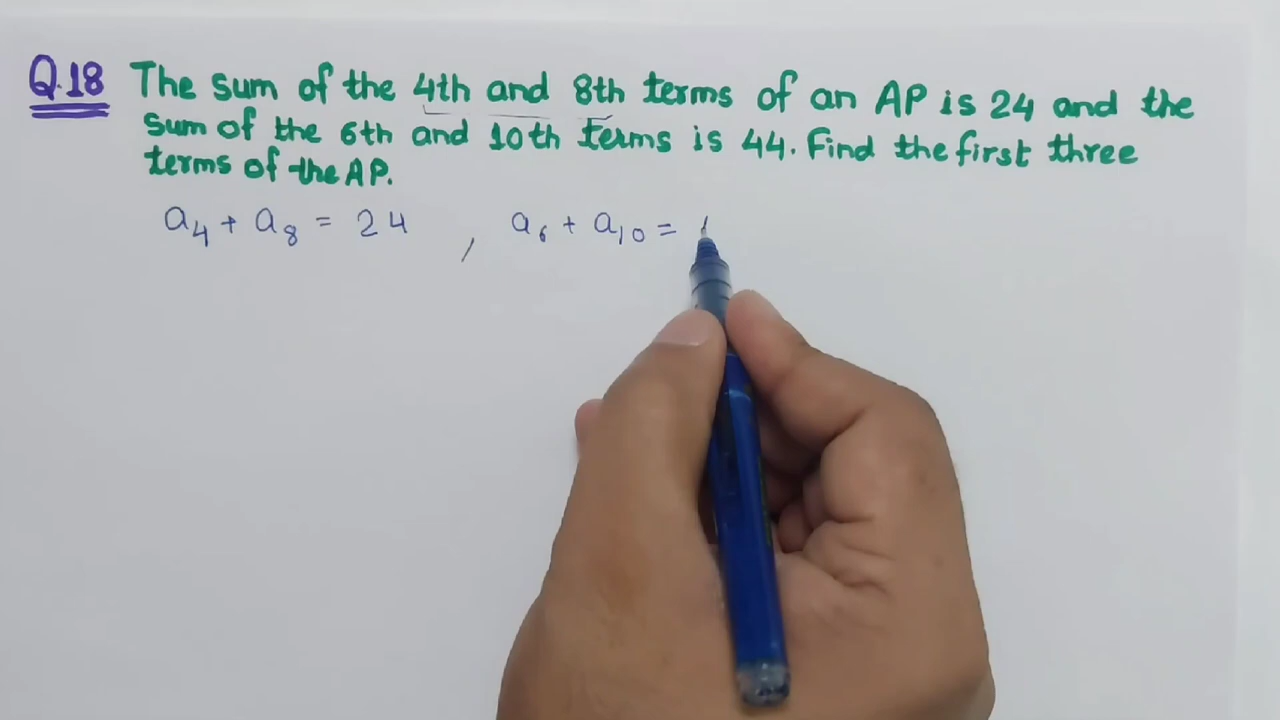 Q.18 The sum of the 4th and 8th terms of an AP is 24 and the
sum of the 6th and 10th terms is 44. Find the first three
terms of the AP.
a₄ + a₈ = 24 , a₆ + a₁₀ =